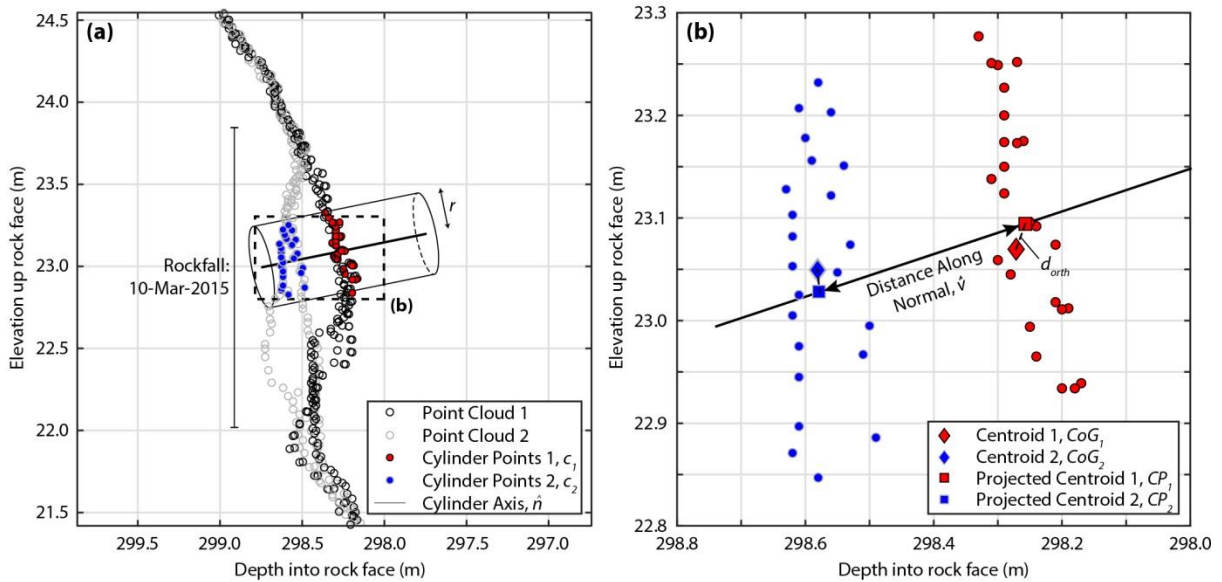 (a)
24.5
24.0
23.5
23.0
22.5
22.0
21.5
Elevation up rock face (m)
Rockfall:
10-Mar-2015
r
(b)
Point Cloud 1
Point Cloud 2
Cylinder Points 1, c1
Cylinder Points 2, c2
Cylinder Axis, n̂
299.5
299.0
298.5
298.0
297.5
297.0
Depth into rock face (m)
(b)
23.3
23.2
23.1
23.0
22.9
22.8
Elevation up rock face (m)
Distance Along
Normal, v̂
dorth
Centroid 1, CoG1
Centroid 2, CoG2
Projected Centroid 1, CP1
Projected Centroid 2, CP2
298.8
298.6
298.4
298.2
298.0
Depth into rock face (m)